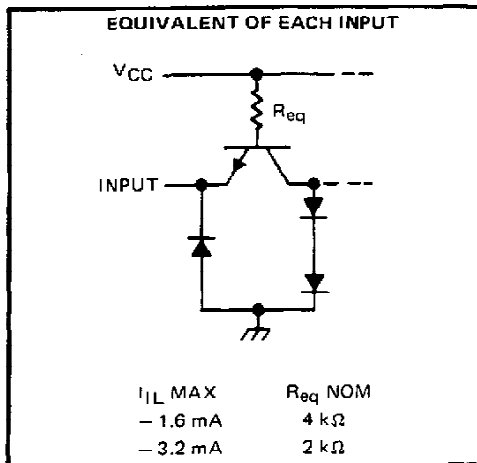 EQUIVALENT OF EACH INPUT
VCC
Req
INPUT
IIL MAX Req NOM
−1.6 mA 4 kΩ
−3.2 mA 2 kΩ